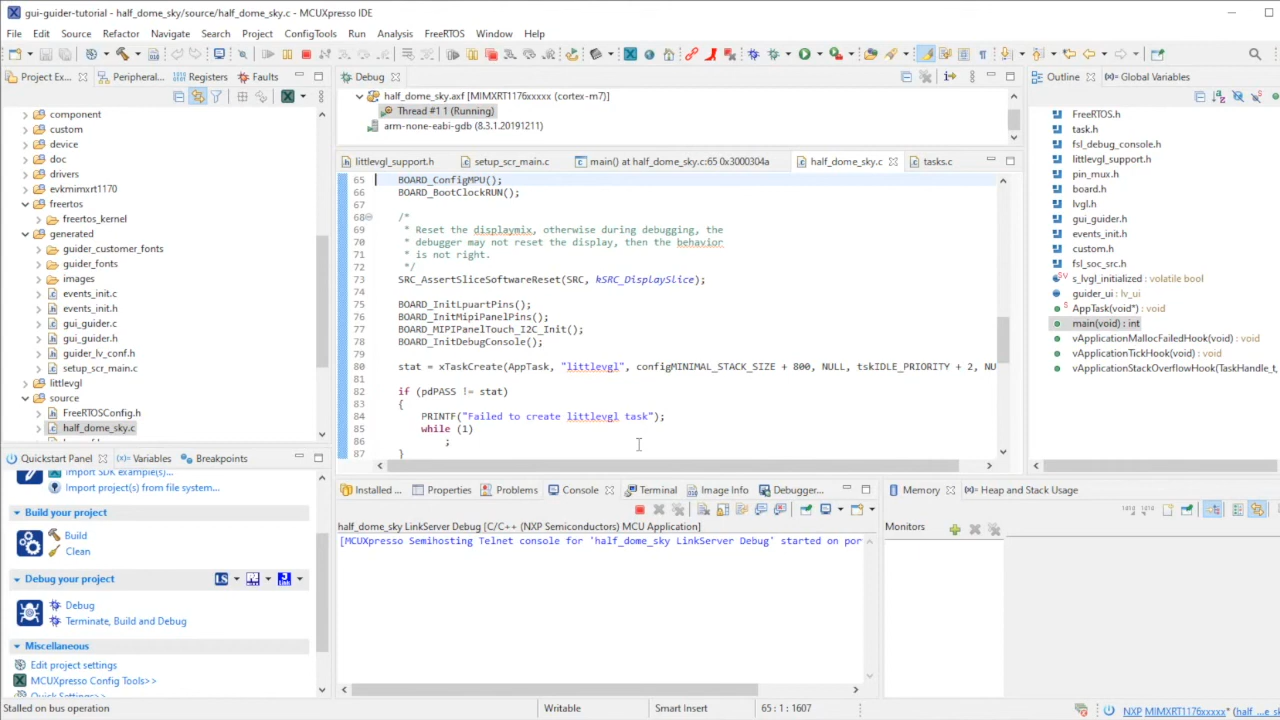 gui-guider-tutorial - half_dome_sky/source/half_dome_sky.c - MCUXpresso IDE
File Edit Source Refactor Navigate Search Project ConfigTools Run Analysis FreeRTOS Window Help
Project Ex...
Peripheral...
Registers
Faults
component
custom
device
doc
drivers
evkmimxrt1170
freertos
freertos_kernel
generated
guider_customer_fonts
guider_fonts
images
events_init.c
events_init.h
gui_guider.c
gui_guider.h
guider_lv_conf.h
setup_scr_main.c
littlevgl
source
FreeRTOSConfig.h
half_dome_sky.c
Debug
half_dome_sky.axf [MIMXRT1176xxxxx (cortex-m7)]
Thread #1 1 (Running)
arm-none-eabi-gdb (8.3.1.20191211)
littlevgl_support.h
setup_scr_main.c
main() at half_dome_sky.c:65 0x3000304a
half_dome_sky.c
tasks.c
65 BOARD_ConfigMPU();
66 BOARD_BootClockRUN();
67
68 /*
69 * Reset the displaymix, otherwise during debugging, the
70 * debugger may not reset the display, then the behavior
71 * is not right.
72 */
73 SRC_AssertSliceSoftwareReset(SRC, kSRC_DisplaySlice);
74
75 BOARD_InitLpuartPins();
76 BOARD_InitMipiPanelPins();
77 BOARD_MIPIPanelTouch_I2C_Init();
78 BOARD_InitDebugConsole();
79
80 stat = xTaskCreate(AppTask, "littlevgl", configMINIMAL_STACK_SIZE + 800, NULL, tskIDLE_PRIORITY + 2, NU
81
82 if (pdPASS != stat)
83 {
84 PRINTF("Failed to create littlevgl task");
85 while (1)
86 ;
87 }
Outline
Global Variables
FreeRTOS.h
task.h
fsl_debug_console.h
littlevgl_support.h
pin_mux.h
board.h
lvgl.h
gui_guider.h
events_init.h
custom.h
fsl_soc_src.h
s_lvgl_initialized : volatile bool
guider_ui : lv_ui
AppTask(void*) : void
main(void) : int
vApplicationMallocFailedHook(void) : void
vApplicationTickHook(void) : void
vApplicationStackOverflowHook(TaskHandle_t,
Quickstart Panel
Variables
Breakpoints
Import SDK example(s)...
Import project(s) from file system...
Build your project
Build
Clean
Debug your project
Debug
Terminate, Build and Debug
Miscellaneous
Edit project settings
MCUXpresso Config Tools>>
Quick Settings>>
Installed ...
Properties
Problems
Console
Terminal
Image Info
Debugger...
half_dome_sky LinkServer Debug [C/C++ (NXP Semiconductors) MCU Application]
[MCUXpresso Semihosting Telnet console for 'half_dome_sky LinkServer Debug' started on por
Memory
Heap and Stack Usage
Monitors
Stalled on bus operation
Writable
Smart Insert
65 : 1 : 1607
NXP MIMXRT1176xxxxx* (half_...e sk